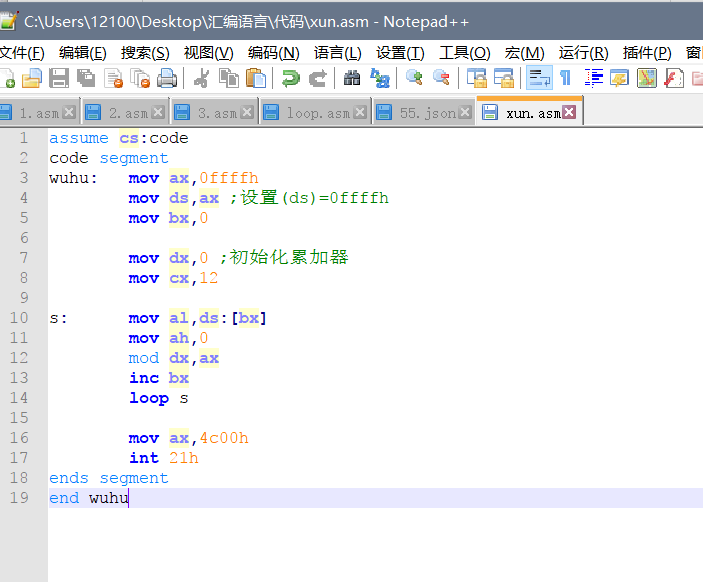 C:\Users\12100\Desktop\汇编语言\代码\xun.asm - Notepad++
文件(F) 编辑(E) 搜索(S) 视图(V) 编码(N) 语言(L) 设置(T) 工具(O) 宏(M) 运行(R) 插件(P) 窗
1.asm 2.asm 3.asm loop.asm 55.json xun.asm
1 assume cs:code
2 code segment
3 wuhu: mov ax,0ffffh
4 mov ds,ax ;设置(ds)=0ffffh
5 mov bx,0
6
7 mov dx,0 ;初始化累加器
8 mov cx,12
9
10 s: mov al,ds:[bx]
11 mov ah,0
12 mod dx,ax
13 inc bx
14 loop s
15
16 mov ax,4c00h
17 int 21h
18 ends segment
19 end wuhu